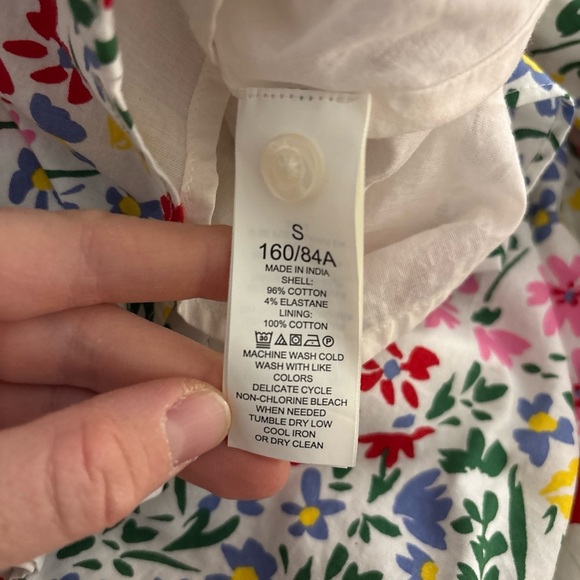 S
160/84A
MADE IN INDIA
SHELL:
96% COTTON
4% ELASTANE
LINING:
100% COTTON
30 P
MACHINE WASH COLD
WASH WITH LIKE
COLORS
DELICATE CYCLE
NON-CHLORINE BLEACH
WHEN NEEDED
TUMBLE DRY LOW
COOL IRON
OR DRY CLEAN